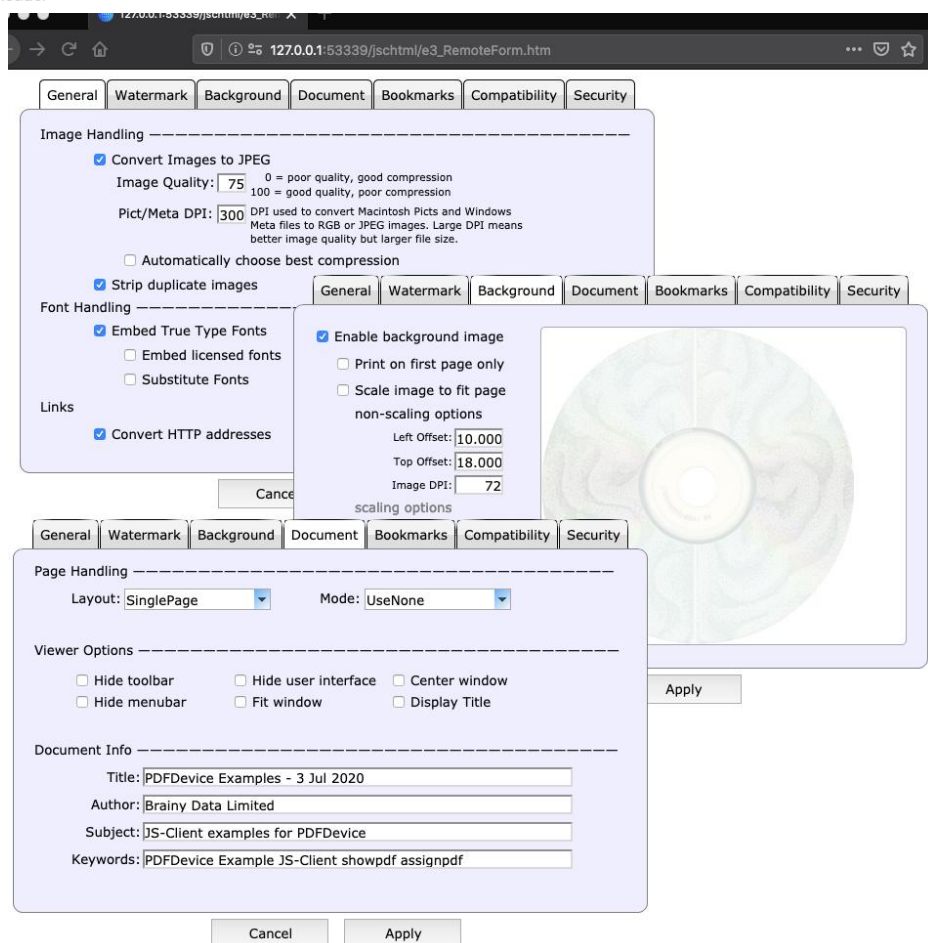 127.0.0.1:53339/jschtml/e3_Rem
127.0.0.1:53339/jschtml/e3_RemoteForm.htm
General Watermark Background Document Bookmarks Compatibility Security
Image Handling
Convert Images to JPEG
Image Quality: 75 0 = poor quality, good compression
100 = good quality, poor compression
Pict/Meta DPI: 300 DPI used to convert Macintosh Picts and Windows
Meta files to RGB or JPEG images. Large DPI means
better image quality but larger file size.
Automatically choose best compression
Strip duplicate images
Font Handling
Embed True Type Fonts
Embed licensed fonts
Substitute Fonts
Links
Convert HTTP addresses
Cance
General Watermark Background Document Bookmarks Compatibility Security
Enable background image
Print on first page only
Scale image to fit page
non-scaling options
Left Offset: 10.000
Top Offset: 18.000
Image DPI: 72
scaling options
Apply
General Watermark Background Document Bookmarks Compatibility Security
Page Handling
Layout: SinglePage Mode: UseNone
Viewer Options
Hide toolbar Hide user interface Center window
Hide menubar Fit window Display Title
Document Info
Title: PDFDevice Examples - 3 Jul 2020
Author: Brainy Data Limited
Subject: JS-Client examples for PDFDevice
Keywords: PDFDevice Example JS-Client showpdf assignpdf
Cancel Apply